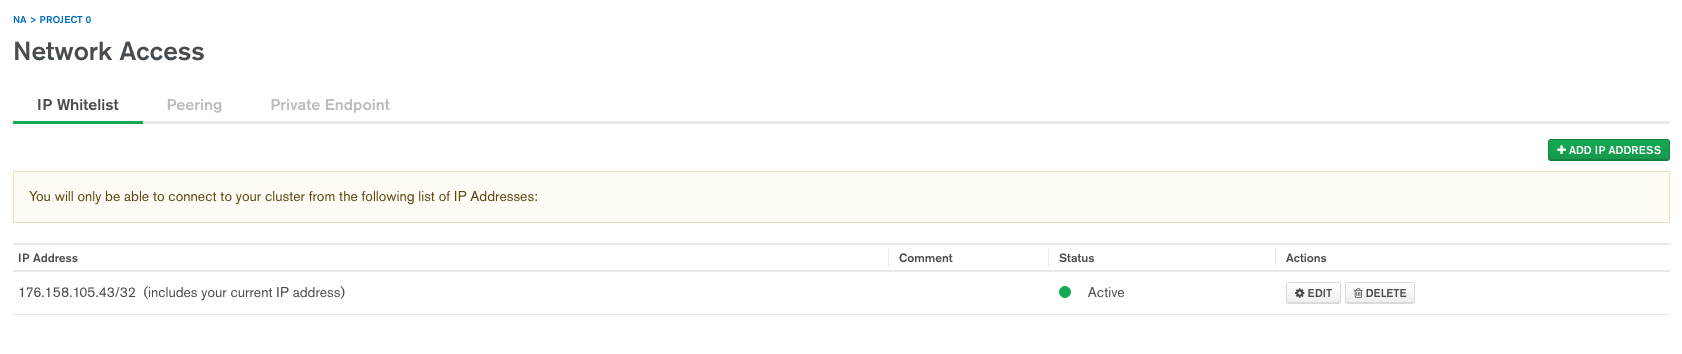 NA > PROJECT 0
Network Access
IP Whitelist Peering Private Endpoint
ADD IP ADDRESS
You will only be able to connect to your cluster from the following list of IP Addresses:
IP Address Comment Status Actions
176.158.105.43/32 (includes your current IP address) Active EDIT DELETE